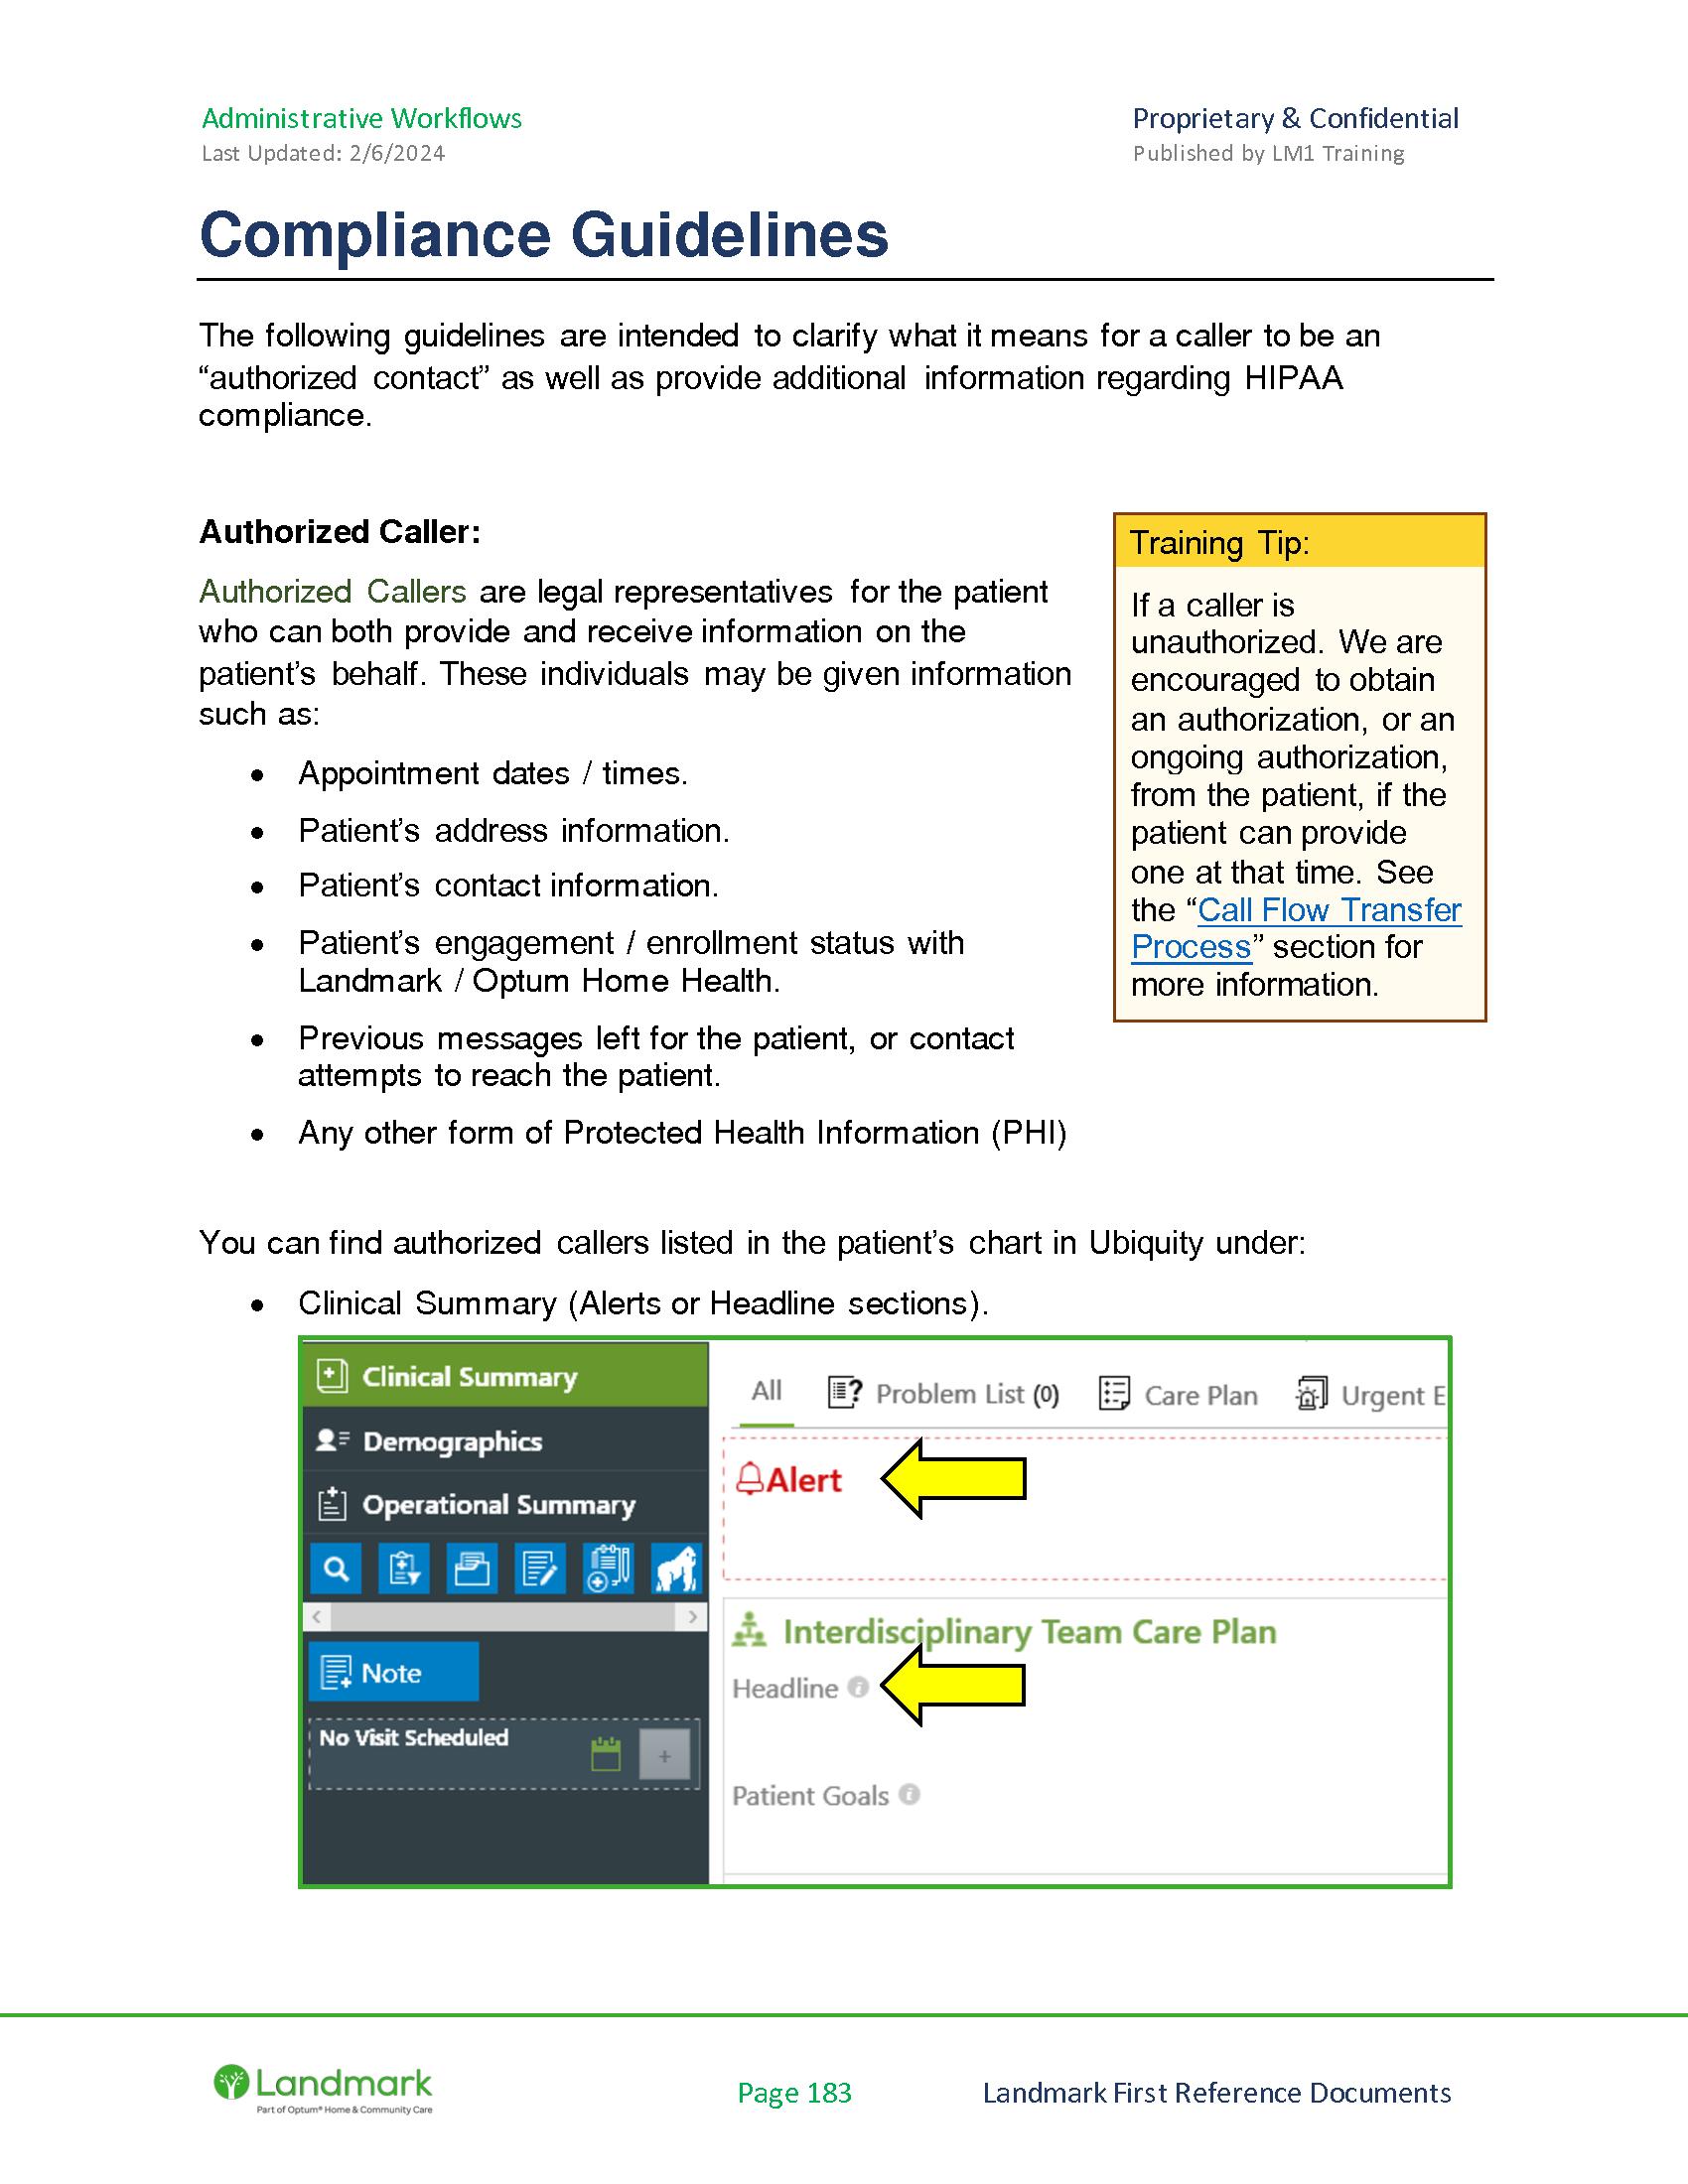 Administrative Workflows
Proprietary & Confidential
Last Updated: 2/6/2024
Published by LM1 Training
Compliance Guidelines
The following guidelines are intended to clarify what it means for a caller to be an
“authorized contact” as well as provide additional information regarding HIPAA
compliance.
Authorized Caller:
Authorized Callers are legal representatives for the patient
who can both provide and receive information on the
patient’s behalf. These individuals may be given information
such as:
• Appointment dates / times.
• Patient’s address information.
• Patient’s contact information.
• Patient’s engagement / enrollment status with
Landmark / Optum Home Health.
• Previous messages left for the patient, or contact
attempts to reach the patient.
• Any other form of Protected Health Information (PHI)
Training Tip:
If a caller is
unauthorized. We are
encouraged to obtain
an authorization, or an
ongoing authorization,
from the patient, if the
patient can provide
one at that time. See
the “Call Flow Transfer
Process” section for
more information.
You can find authorized callers listed in the patient’s chart in Ubiquity under:
• Clinical Summary (Alerts or Headline sections).
Clinical Summary
Demographics
Operational Summary
Note
No Visit Scheduled
+
All
Problem List (0)
Care Plan
Urgent E
Alert
Interdisciplinary Team Care Plan
Headline
Patient Goals
Landmark
Part of Optum® Home & Community Care
Page 183
Landmark First Reference Documents